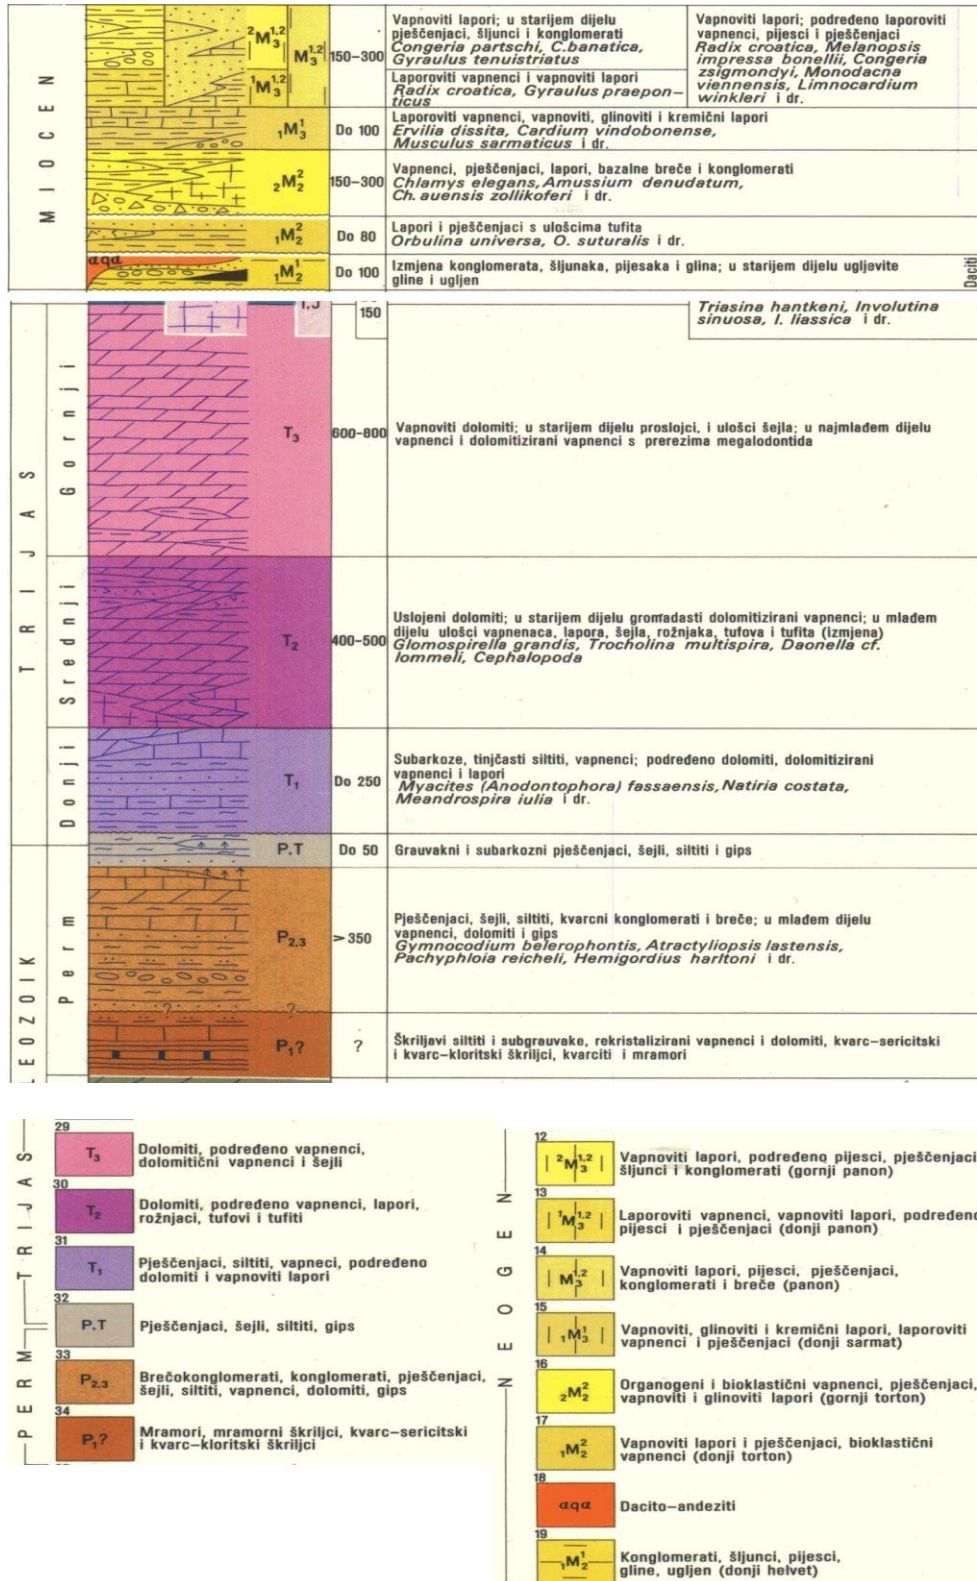 MIOCEN
²M₃¹,²
M₃¹,²
150-300
Vapnoviti lapori; u starijem dijelu
pješčenjaci, šljunci i konglomerati
Congeria partschi, C.banatica,
Gyraulus tenuistriatus
Vapnoviti lapori; podređeno laporoviti
vapnenci, pijesci i pješčenjaci
Radix croatica, Melanopsis
impressa bonellii, Congeria
zsigmondyi, Monodacna
viennensis, Limnocardium
winkleri i dr.
¹M₃¹,²
Laporoviti vapnenci i vapnoviti lapori
Radix croatica, Gyraulus praepon-
ticus
₁M₃¹
Do 100
Laporoviti vapnenci, vapnoviti, glinoviti i kremični lapori
Ervilia dissita, Cardium vindobonense,
Musculus sarmaticus i dr.
₂M₂²
150-300
Vapnenci, pješčenjaci, lapori, bazalne breče i konglomerati
Chlamys elegans, Amussium denudatum,
Ch. auensis zollikoferi i dr.
₁M₂²
Do 80
Lapori i pješčenjaci s ulošcima tufita
Orbulina universa, O. suturalis i dr.
αqα
₁M₂¹
Do 100
Izmjena konglomerata, šljunaka, pijesaka i glina; u starijem dijelu ugljevite
gline i ugljen
Daciti
150
Triasina hantkeni, Involutina
sinuosa, I. liassica i dr.
TRIJAS
Gornji
T₃
600-800
Vapnoviti dolomiti; u starijem dijelu proslojci, i ulošci šejla; u najmlađem dijelu
vapnenci i dolomitizirani vapnenci s prerezima megalodontida
Srednji
T₂
400-500
Uslojeni dolomiti; u starijem dijelu gromadasti dolomitizirani vapnenci; u mlađem
dijelu ulošci vapnenaca, lapora, šejla, rožnjaka, tufova i tufita (izmjena)
Glomospirella grandis, Trocholina multispira, Daonella cf.
lommeli, Cephalopoda
Donji
T₁
Do 250
Subarkoze, tinjčasti siltiti, vapnenci; podređeno dolomiti, dolomitizirani
vapnenci i lapori
Myacites (Anodontophora) fassaensis, Natiria costata,
Meandrospira iulia i dr.
P.T
Do 50
Grauvakni i subarkozni pješčenjaci, šejli, siltiti i gips
LEOZOIK
Perm
P₂,₃
>350
Pješčenjaci, šejli, siltiti, kvarcni konglomerati i breče; u mlađem dijelu
vapnenci, dolomiti i gips
Gymnocodium belerophontis, Atractyliopsis lastensis,
Pachyphloia reicheli, Hemigordius harltoni i dr.
? ?
P₁?
?
Škriljavi siltiti i subgrauvake, rekristalizirani vapnenci i dolomiti, kvarc-sericitski
i kvarc-kloritski škriljci, kvarciti i mramori
TRIJAS
PERM
29
T₃
Dolomiti, podređeno vapnenci,
dolomitični vapnenci i šejli
30
T₂
Dolomiti, podređeno vapnenci, lapori,
rožnjaci, tufovi i tufiti
31
T₁
Pješčenjaci, siltiti, vapneci, podređeno
dolomiti i vapnoviti lapori
32
P.T
Pješčenjaci, šejli, siltiti, gips
33
P₂,₃
Brečokonglomerati, konglomerati, pješčenjaci,
šejli, siltiti, vapnenci, dolomiti, gips
34
P₁?
Mramori, mramorni škriljci, kvarc-sericitski
i kvarc-kloritski škriljci
NEOGEN
12
²M₃¹,²
Vapnoviti lapori, podređeno pijesci, pješčenjaci
šljunci i konglomerati (gornji panon)
13
¹M₃¹,²
Laporoviti vapnenci, vapnoviti lapori, podređeno
pijesci i pješčenjaci (donji panon)
14
M₃¹,²
Vapnoviti lapori, pijesci, pješčenjaci,
konglomerati i breče (panon)
15
₁M₃¹
Vapnoviti, glinoviti i kremični lapori, laporoviti
vapnenci i pješčenjaci (donji sarmat)
16
₂M₂²
Organogeni i bioklastični vapnenci, pješčenjaci,
vapnoviti i glinoviti lapori (gornji torton)
17
₁M₂²
Vapnoviti lapori i pješčenjaci, bioklastični
vapnenci (donji torton)
18
αqα
Dacito-andeziti
19
₁M₂¹
Konglomerati, šljunci, pijesci,
gline, ugljen (donji helvet)